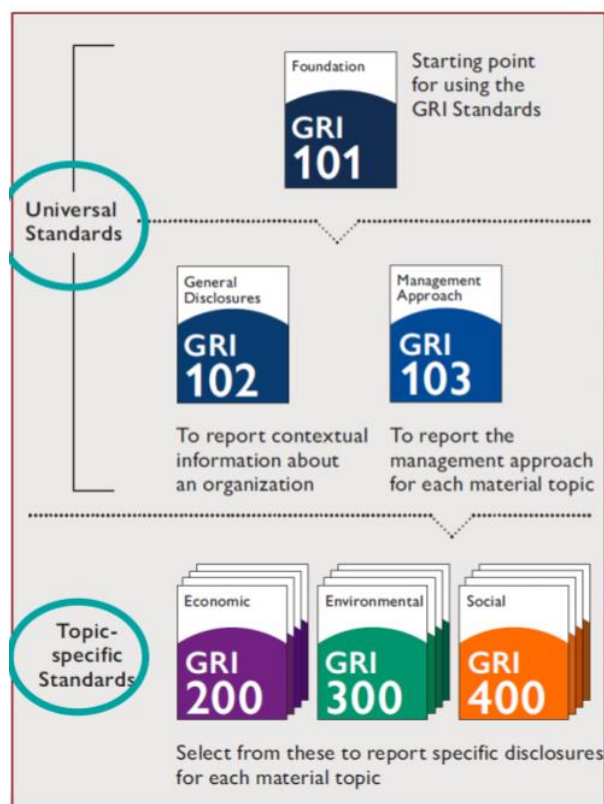 Foundation
GRI
101
Starting point
for using the
GRI Standards
Universal
Standards
General
Disclosures
GRI
102
Management
Approach
GRI
103
To report contextual
information about
an organization
To report the
management approach
for each material topic
Topic-
specific
Standards
Economic
GRI
200
Environmental
GRI
300
Social
GRI
400
Select from these to report specific disclosures
for each material topic